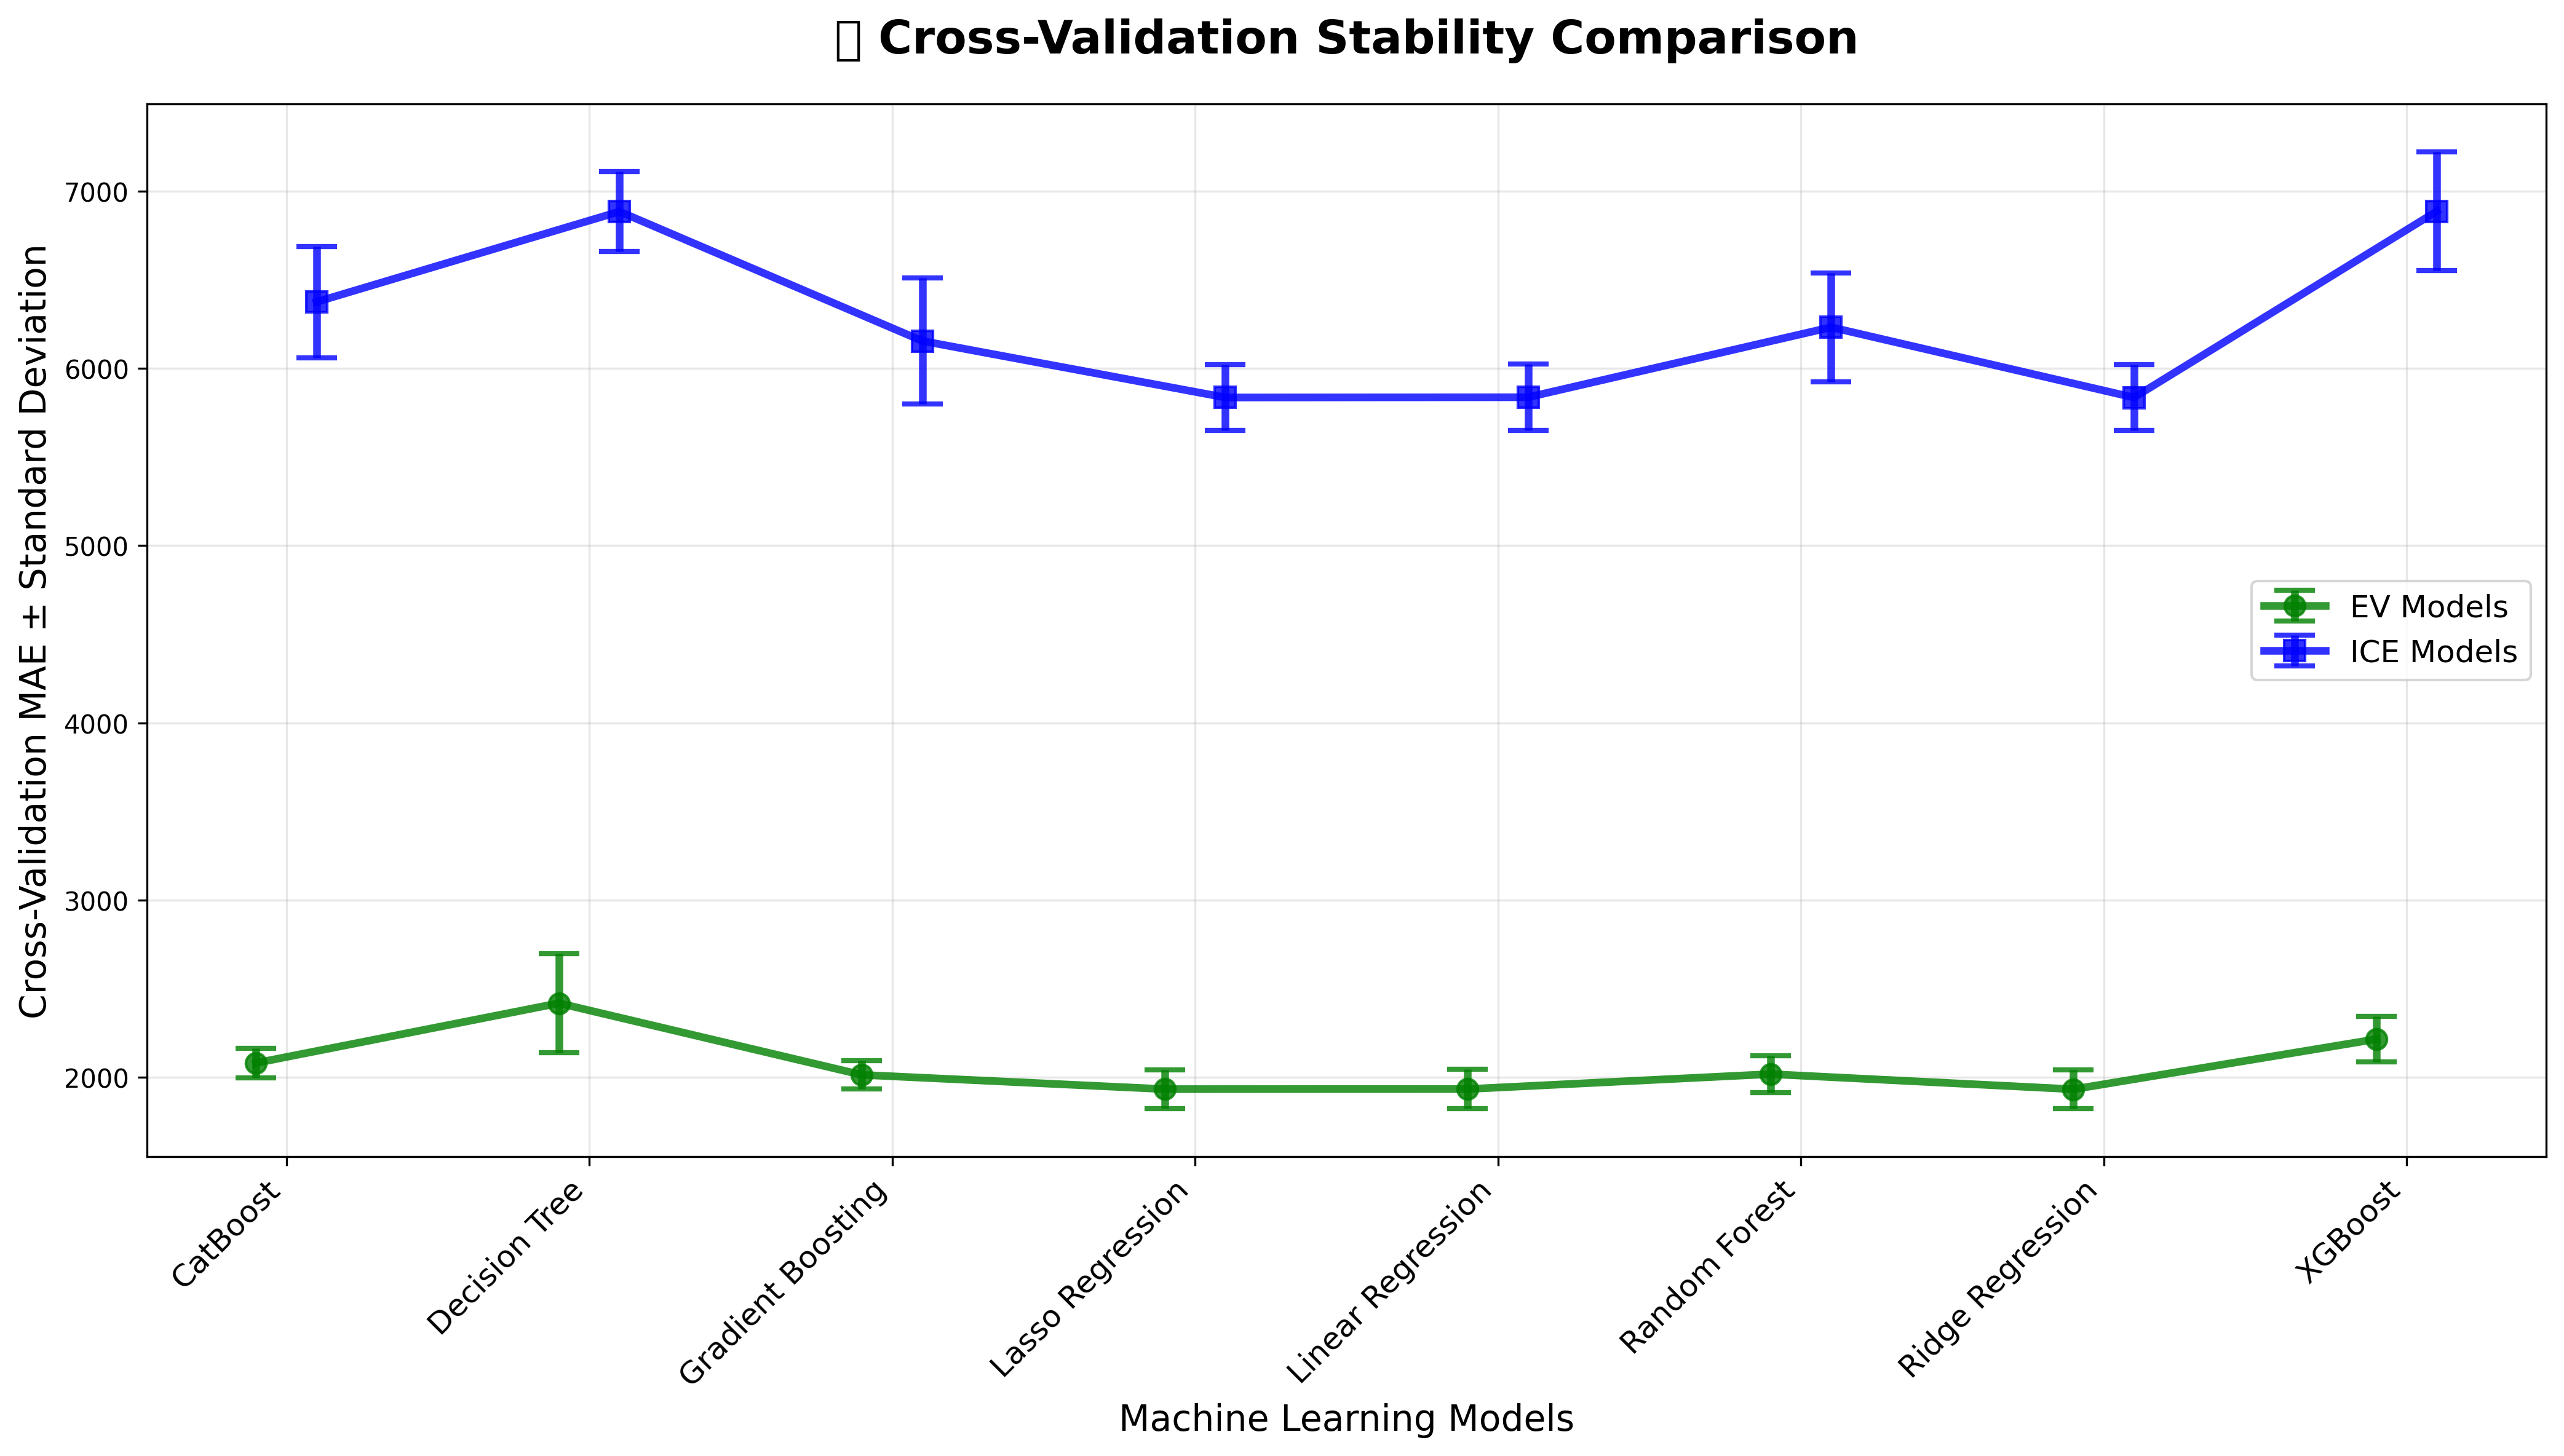 Cross-Validation Stability Comparison
Cross-Validation MAE ± Standard Deviation
7000
6000
5000
4000
3000
2000
EV Models
ICE Models
CatBoost
Decision Tree
Gradient Boosting
Lasso Regression
Linear Regression
Random Forest
Ridge Regression
XGBoost
Machine Learning Models